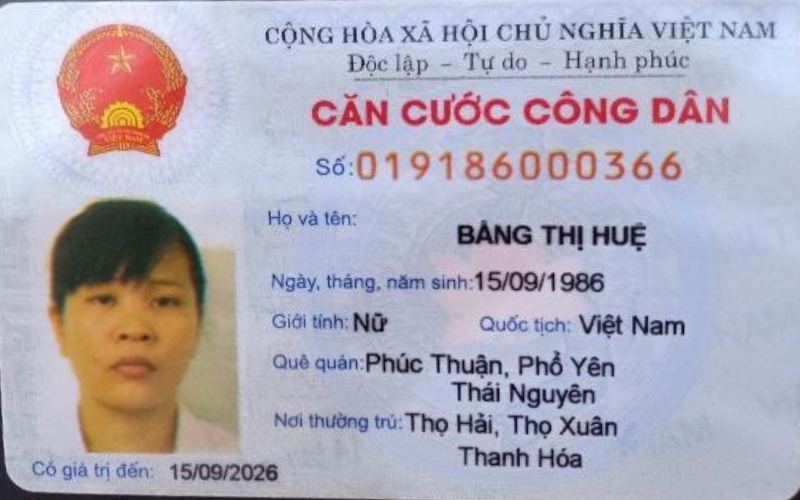 CỘNG HÒA XÃ HỘI CHỦ NGHĨA VIỆT NAM
Độc lập - Tự do - Hạnh phúc
CĂN CƯỚC CÔNG DÂN
Số: 019186000366
Họ và tên:
BÂNG THỊ HUỆ
Ngày, tháng, năm sinh: 15/09/1986
Giới tính: Nữ Quốc tịch: Việt Nam
Quê quán: Phúc Thuận, Phổ Yên
Thái Nguyên
Nơi thường trú: Thọ Hải, Thọ Xuân
Thanh Hóa
Có giá trị đến: 15/09/2026